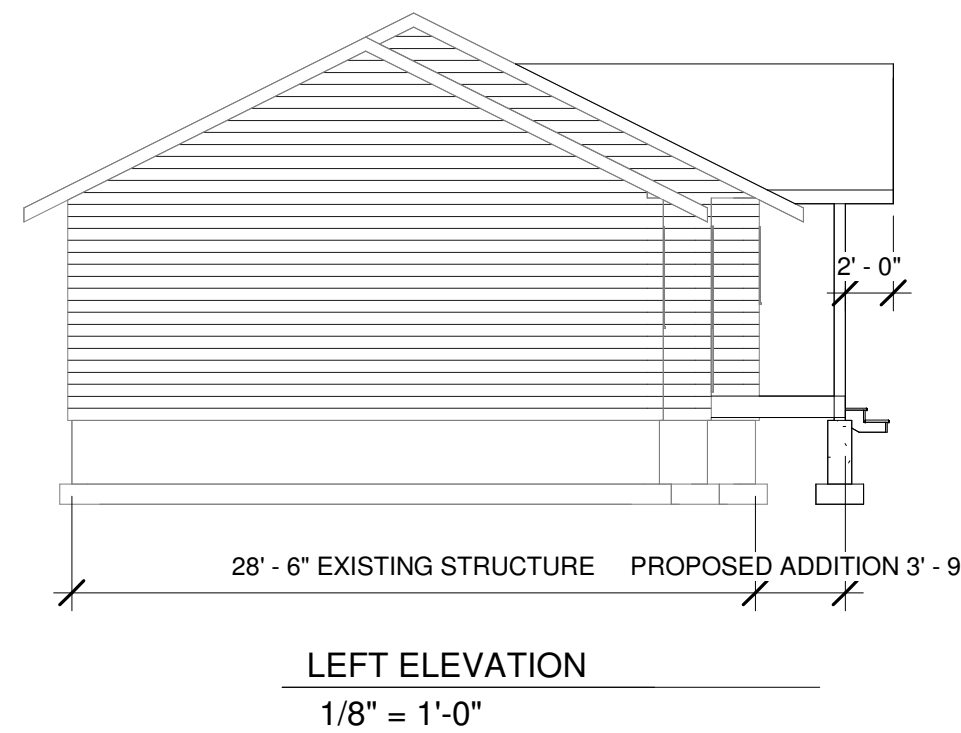 2' - 0"
28' - 6" EXISTING STRUCTURE PROPOSED ADDITION 3' - 9
LEFT ELEVATION
1/8" = 1'-0"